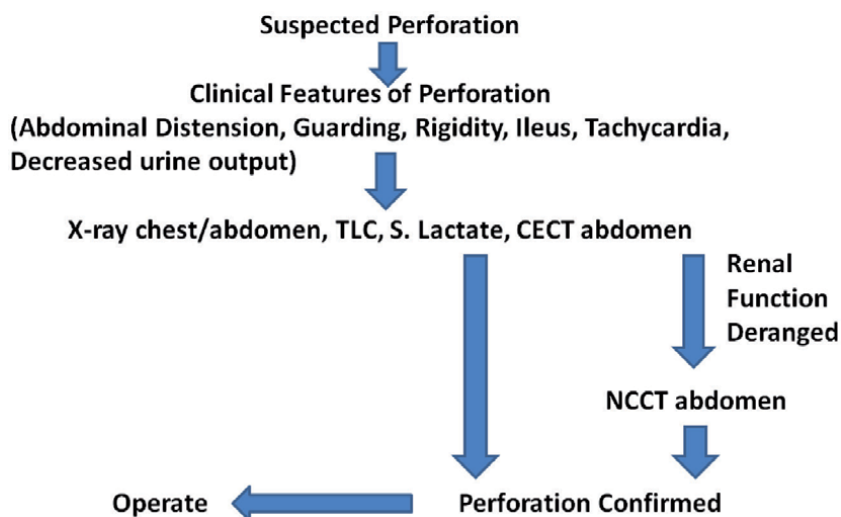 Suspected Perforation
Clinical Features of Perforation
(Abdominal Distension, Guarding, Rigidity, Ileus, Tachycardia,
Decreased urine output)
X-ray chest/abdomen, TLC, S. Lactate, CECT abdomen
Renal
Function
Deranged
NCCT abdomen
Operate
Perforation Confirmed